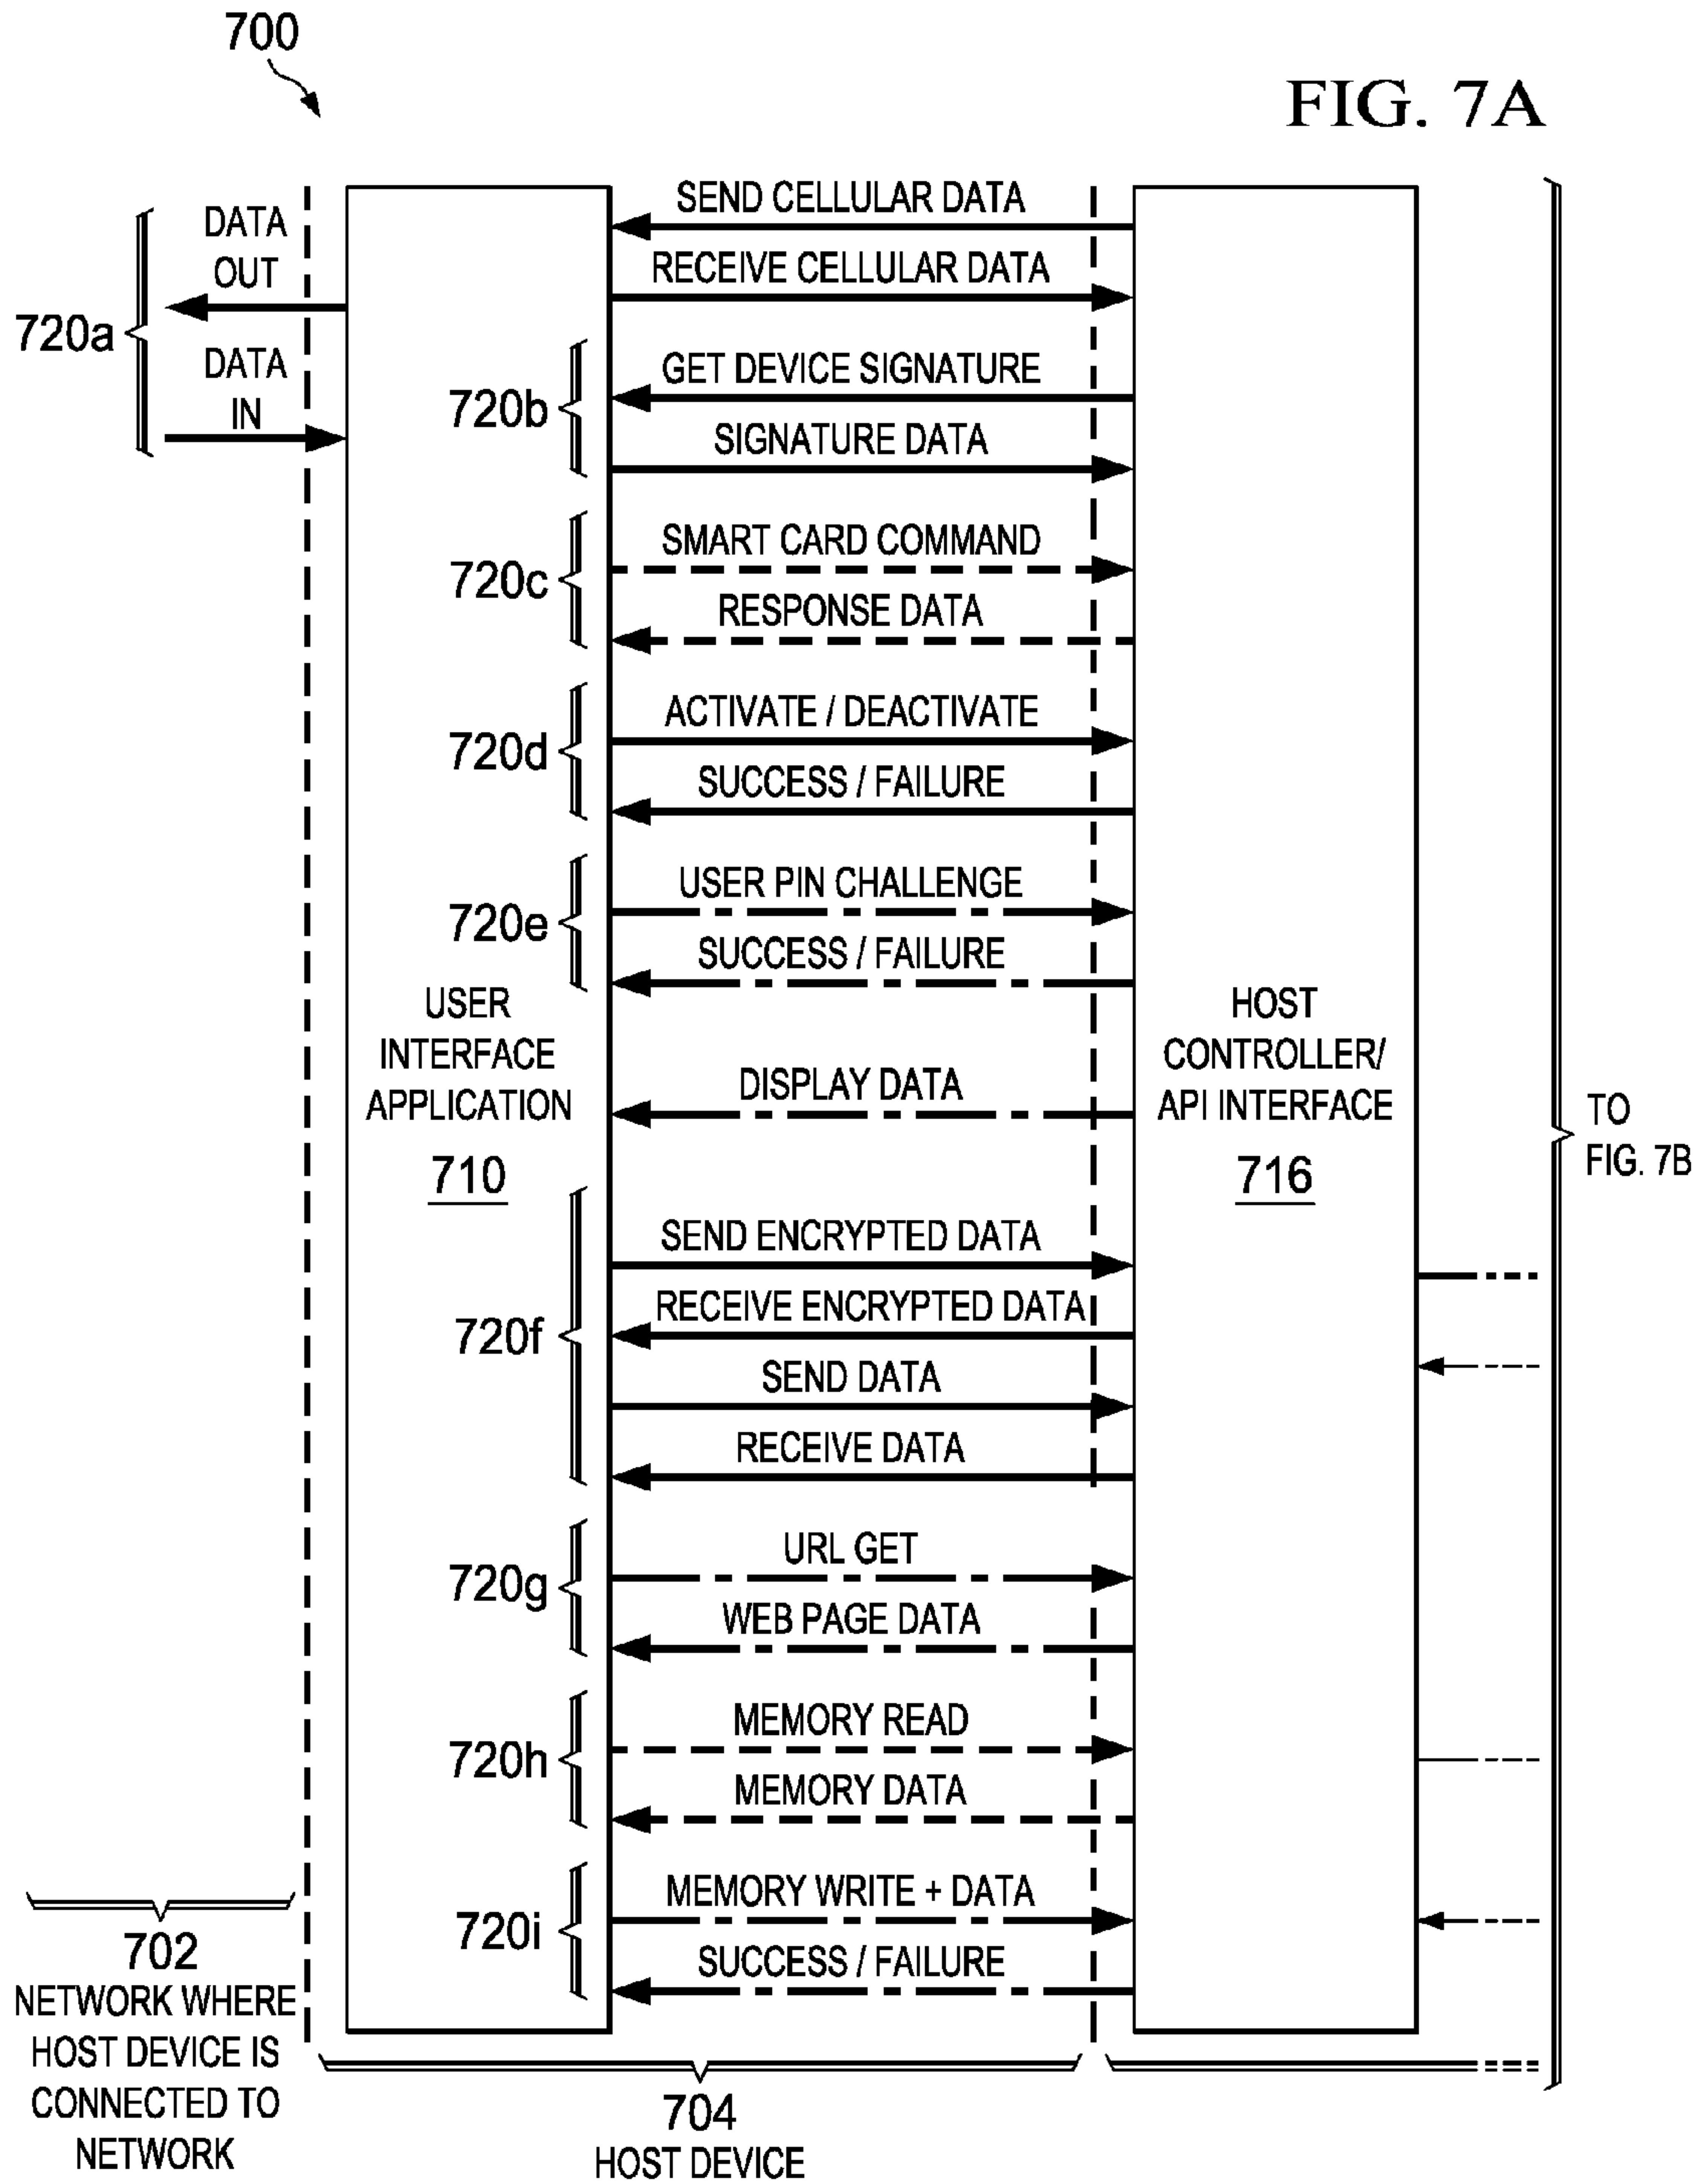 700
FIG. 7A
DATA
OUT
720a
DATA
IN
SEND CELLULAR DATA
RECEIVE CELLULAR DATA
720b
GET DEVICE SIGNATURE
SIGNATURE DATA
720c
SMART CARD COMMAND
RESPONSE DATA
720d
ACTIVATE / DEACTIVATE
SUCCESS / FAILURE
720e
USER PIN CHALLENGE
SUCCESS / FAILURE
USER
INTERFACE
APPLICATION
710
DISPLAY DATA
HOST
CONTROLLER/
API INTERFACE
716
TO
FIG. 7B
720f
SEND ENCRYPTED DATA
RECEIVE ENCRYPTED DATA
SEND DATA
RECEIVE DATA
720g
URL GET
WEB PAGE DATA
720h
MEMORY READ
MEMORY DATA
720i
MEMORY WRITE + DATA
SUCCESS / FAILURE
702
NETWORK WHERE
HOST DEVICE IS
CONNECTED TO
NETWORK
704
HOST DEVICE